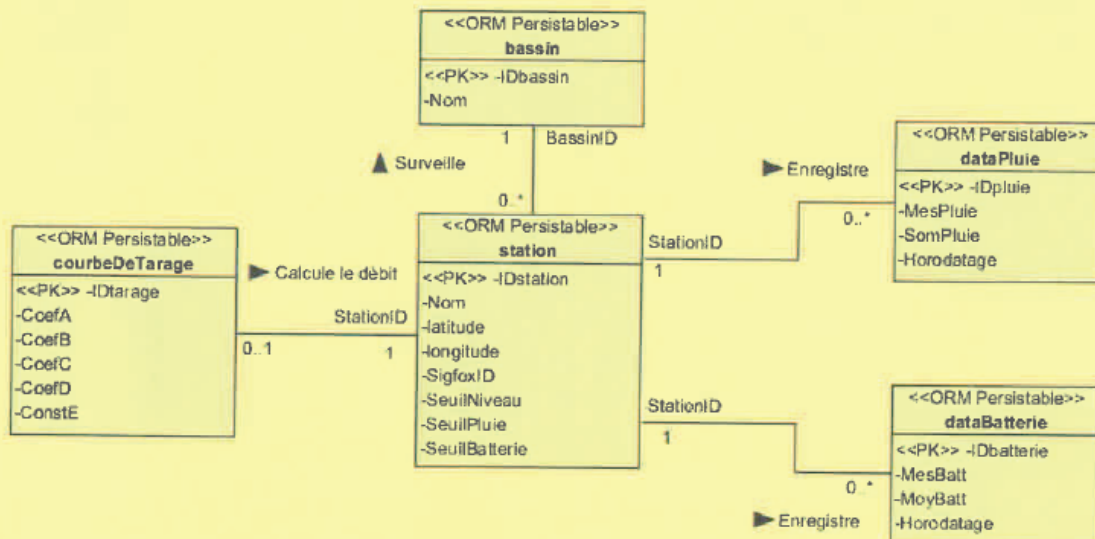 <<ORM Persistable>>
bassin
<<PK>> -IDbassin
-Nom
1 BassinID
▲ Surveille
0..*
<<ORM Persistable>>
station
<<PK>> -IDstation
-Nom
-latitude
-longitude
-SigfoxID
-SeuilNiveau
-SeuilPluie
-SeuilBatterie
<<ORM Persistable>>
courbeDeTarage
<<PK>> -IDtarage
-CoefA
-CoefB
-CoefC
-CoefD
-ConstE
► Calcule le dèbit
StationID
0..1
1
► Enregistre
StationID
1
0..*
<<ORM Persistable>>
dataPluie
<<PK>> -IDpluie
-MesPluie
-SomPluie
-Horodatage
StationID
1
0..*
► Enregistre
<<ORM Persistable>>
dataBatterie
<<PK>> -IDbatterie
-MesBatt
-MoyBatt
-Horodatage